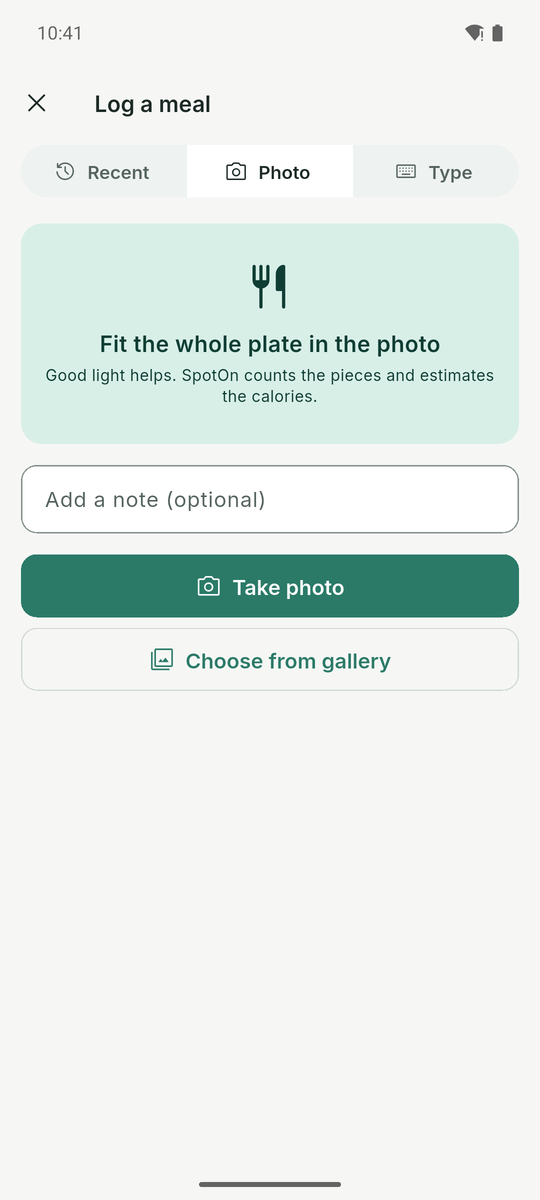 10:41
Log a meal
Recent
Photo
Type
Fit the whole plate in the photo
Good light helps. SpotOn counts the pieces and estimates
the calories.
Add a note (optional)
Take photo
Choose from gallery